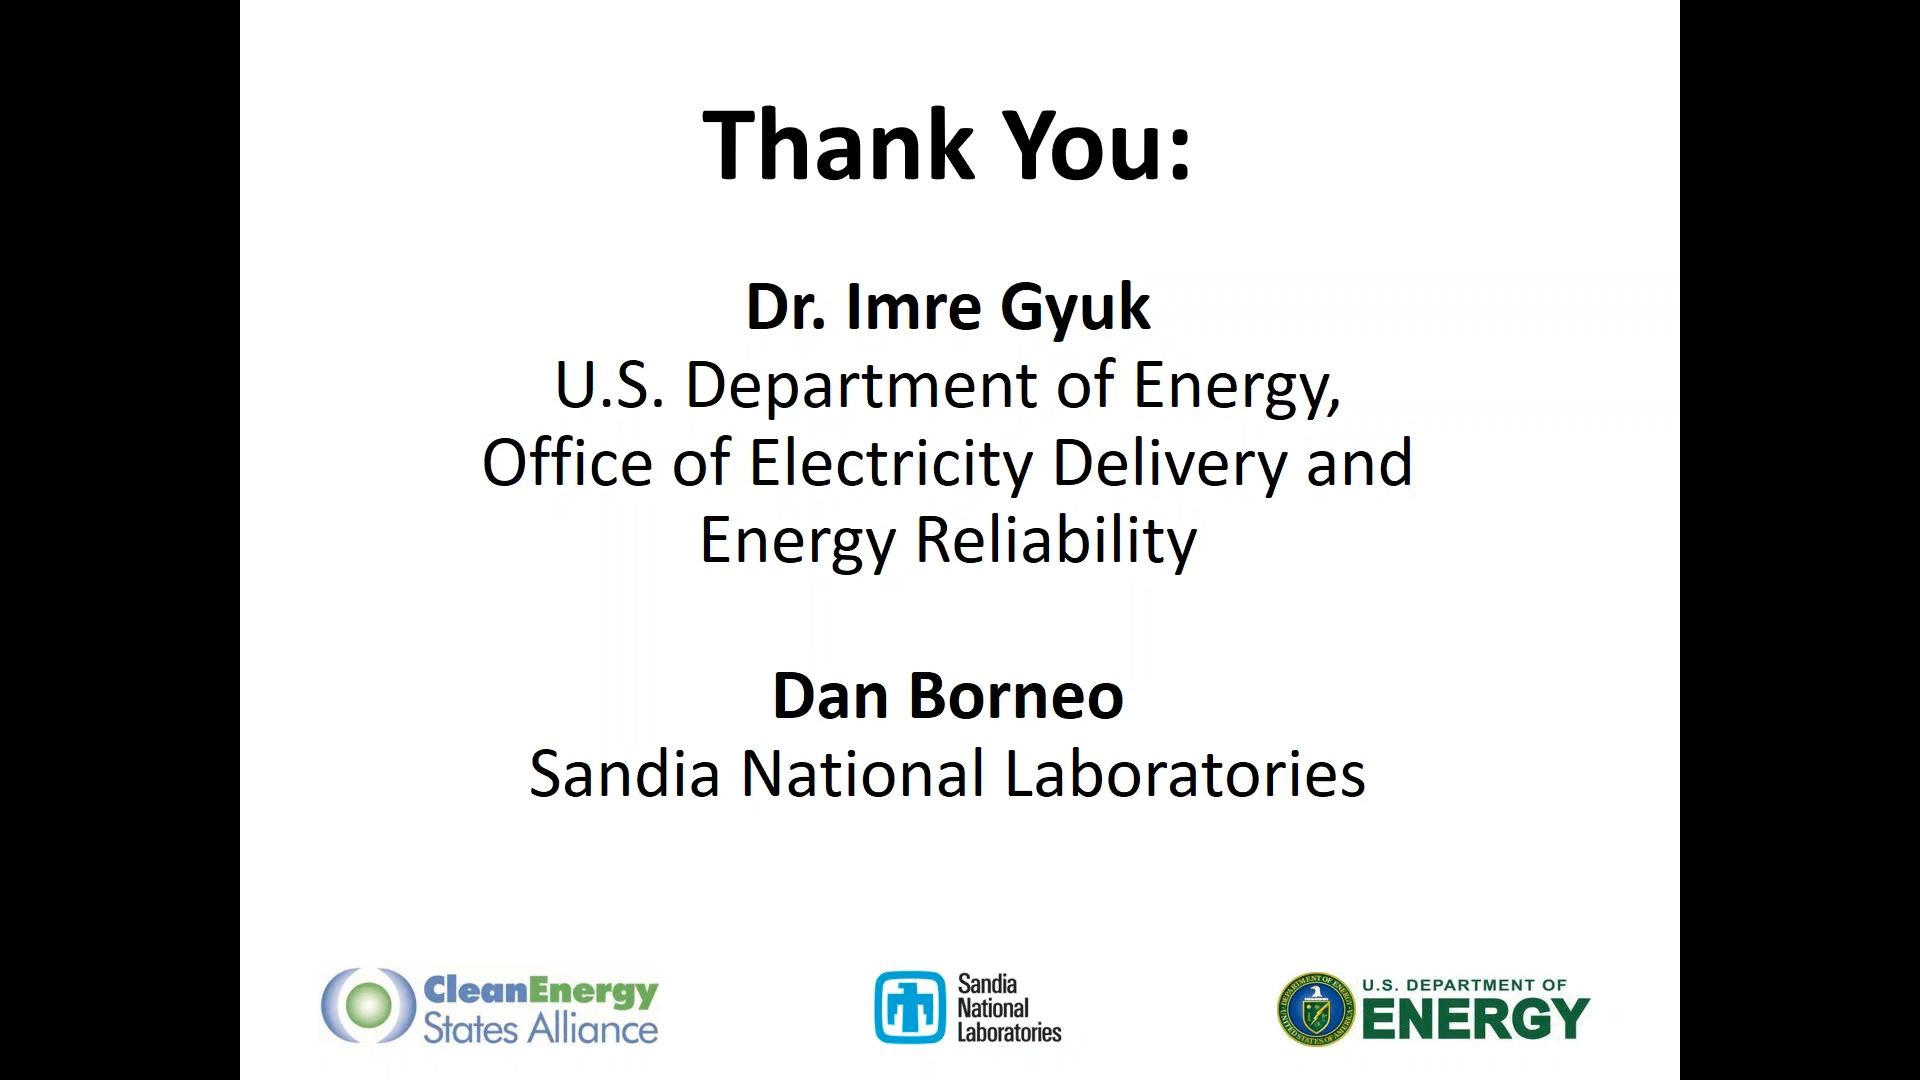 Thank You:
Dr. Imre Gyuk
U.S. Department of Energy,
Office of Electricity Delivery and
Energy Reliability
Dan Borneo
Sandia National Laboratories
CleanEnergy
States Alliance
Sandia
National
Laboratories
U.S. DEPARTMENT OF
ENERGY